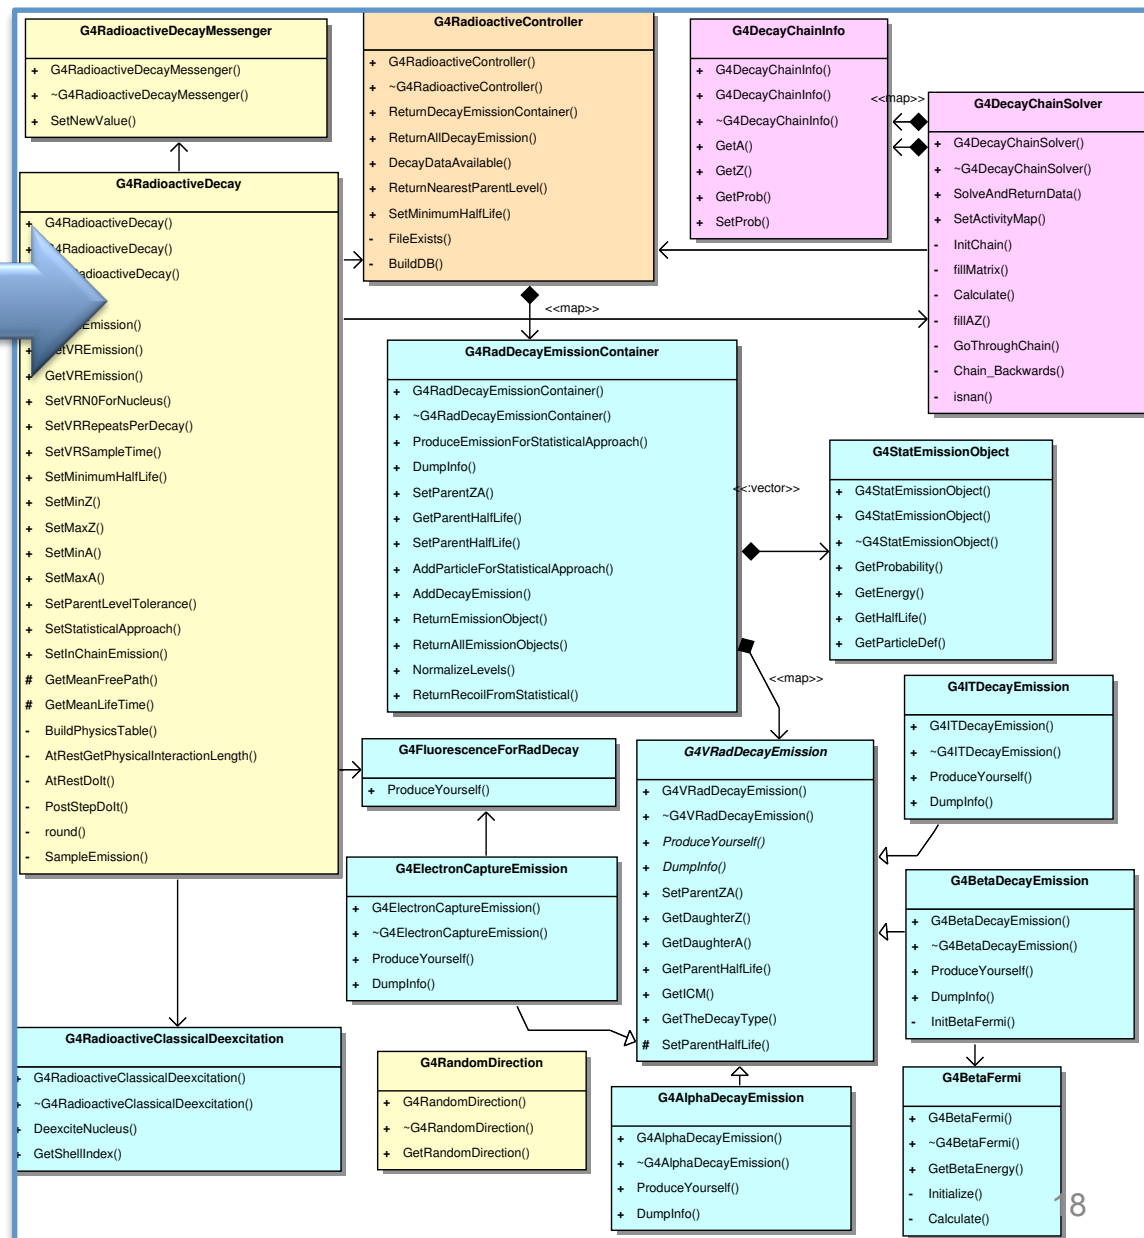 G4RadioactiveDecayMessenger
+ G4RadioactiveDecayMessenger()
+ ~G4RadioactiveDecayMessenger()
+ SetNewValue()
G4RadioactiveController
+ G4RadioactiveController()
+ ~G4RadioactiveController()
+ ReturnDecayEmissionContainer()
+ ReturnAllDecayEmission()
+ DecayDataAvailable()
+ ReturnNearestParentLevel()
+ SetMinimumHalfLife()
- FileExists()
- BuildDB()
G4DecayChainInfo
+ G4DecayChainInfo()
+ G4DecayChainInfo()
+ ~G4DecayChainInfo()
+ GetA()
+ GetZ()
+ GetProb()
+ SetProb()
<<map>>
G4DecayChainSolver
+ G4DecayChainSolver()
+ ~G4DecayChainSolver()
+ SolveAndReturnData()
+ SetActivityMap()
- InitChain()
- fillMatrix()
- Calculate()
- fillAZ()
- GoThroughChain()
- Chain_Backwards()
- isnan()
G4RadioactiveDecay
+ G4RadioactiveDecay()
+ G4RadioactiveDecay()
RadioactiveDecay()
Emission()
GetVREmission()
+ GetVREmission()
+ SetVRN0ForNucleus()
+ SetVRRepeatsPerDecay()
+ SetVRSampleTime()
+ SetMinimumHalfLife()
+ SetMinZ()
+ SetMaxZ()
+ SetMinA()
+ SetMaxA()
+ SetParentLevelTolerance()
+ SetStatisticalApproach()
+ SetInChainEmission()
# GetMeanFreePath()
# GetMeanLifeTime()
- BuildPhysicsTable()
- AtRestGetPhysicalInteractionLength()
- AtRestDoIt()
- PostStepDoIt()
- round()
- SampleEmission()
<<map>>
G4RadDecayEmissionContainer
+ G4RadDecayEmissionContainer()
+ ~G4RadDecayEmissionContainer()
+ ProduceEmissionForStatisticalApproach()
+ DumpInfo()
+ SetParentZA()
+ GetParentHalfLife()
+ SetParentHalfLife()
+ AddParticleForStatisticalApproach()
+ AddDecayEmission()
+ ReturnEmissionObject()
+ ReturnAllEmissionObjects()
+ NormalizeLevels()
+ ReturnRecoilFromStatistical()
<<:vector>>
G4StatEmissionObject
+ G4StatEmissionObject()
+ G4StatEmissionObject()
+ ~G4StatEmissionObject()
+ GetProbability()
+ GetEnergy()
+ GetHalfLife()
+ GetParticleDef()
<<map>>
G4ITDecayEmission
+ G4ITDecayEmission()
+ ~G4ITDecayEmission()
+ ProduceYourself()
+ DumpInfo()
G4FluorescenceForRadDecay
+ ProduceYourself()
G4VRadDecayEmission
+ G4VRadDecayEmission()
+ ~G4VRadDecayEmission()
+ ProduceYourself()
+ DumpInfo()
+ SetParentZA()
+ GetDaughterZ()
+ GetDaughterA()
+ GetParentHalfLife()
+ GetICM()
+ GetTheDecayType()
# SetParentHalfLife()
G4ElectronCaptureEmission
+ G4ElectronCaptureEmission()
+ ~G4ElectronCaptureEmission()
+ ProduceYourself()
+ DumpInfo()
G4BetaDecayEmission
+ G4BetaDecayEmission()
+ ~G4BetaDecayEmission()
+ ProduceYourself()
+ DumpInfo()
- InitBetaFermi()
G4RadioactiveClassicalDeexcitation
+ G4RadioactiveClassicalDeexcitation()
+ ~G4RadioactiveClassicalDeexcitation()
+ DeexciteNucleus()
+ GetShellIndex()
G4RandomDirection
+ G4RandomDirection()
+ ~G4RandomDirection()
+ GetRandomDirection()
G4AlphaDecayEmission
+ G4AlphaDecayEmission()
+ ~G4AlphaDecayEmission()
+ ProduceYourself()
+ DumpInfo()
G4BetaFermi
+ G4BetaFermi()
+ ~G4BetaFermi()
+ GetBetaEnergy()
- Initialize()
- Calculate()
18